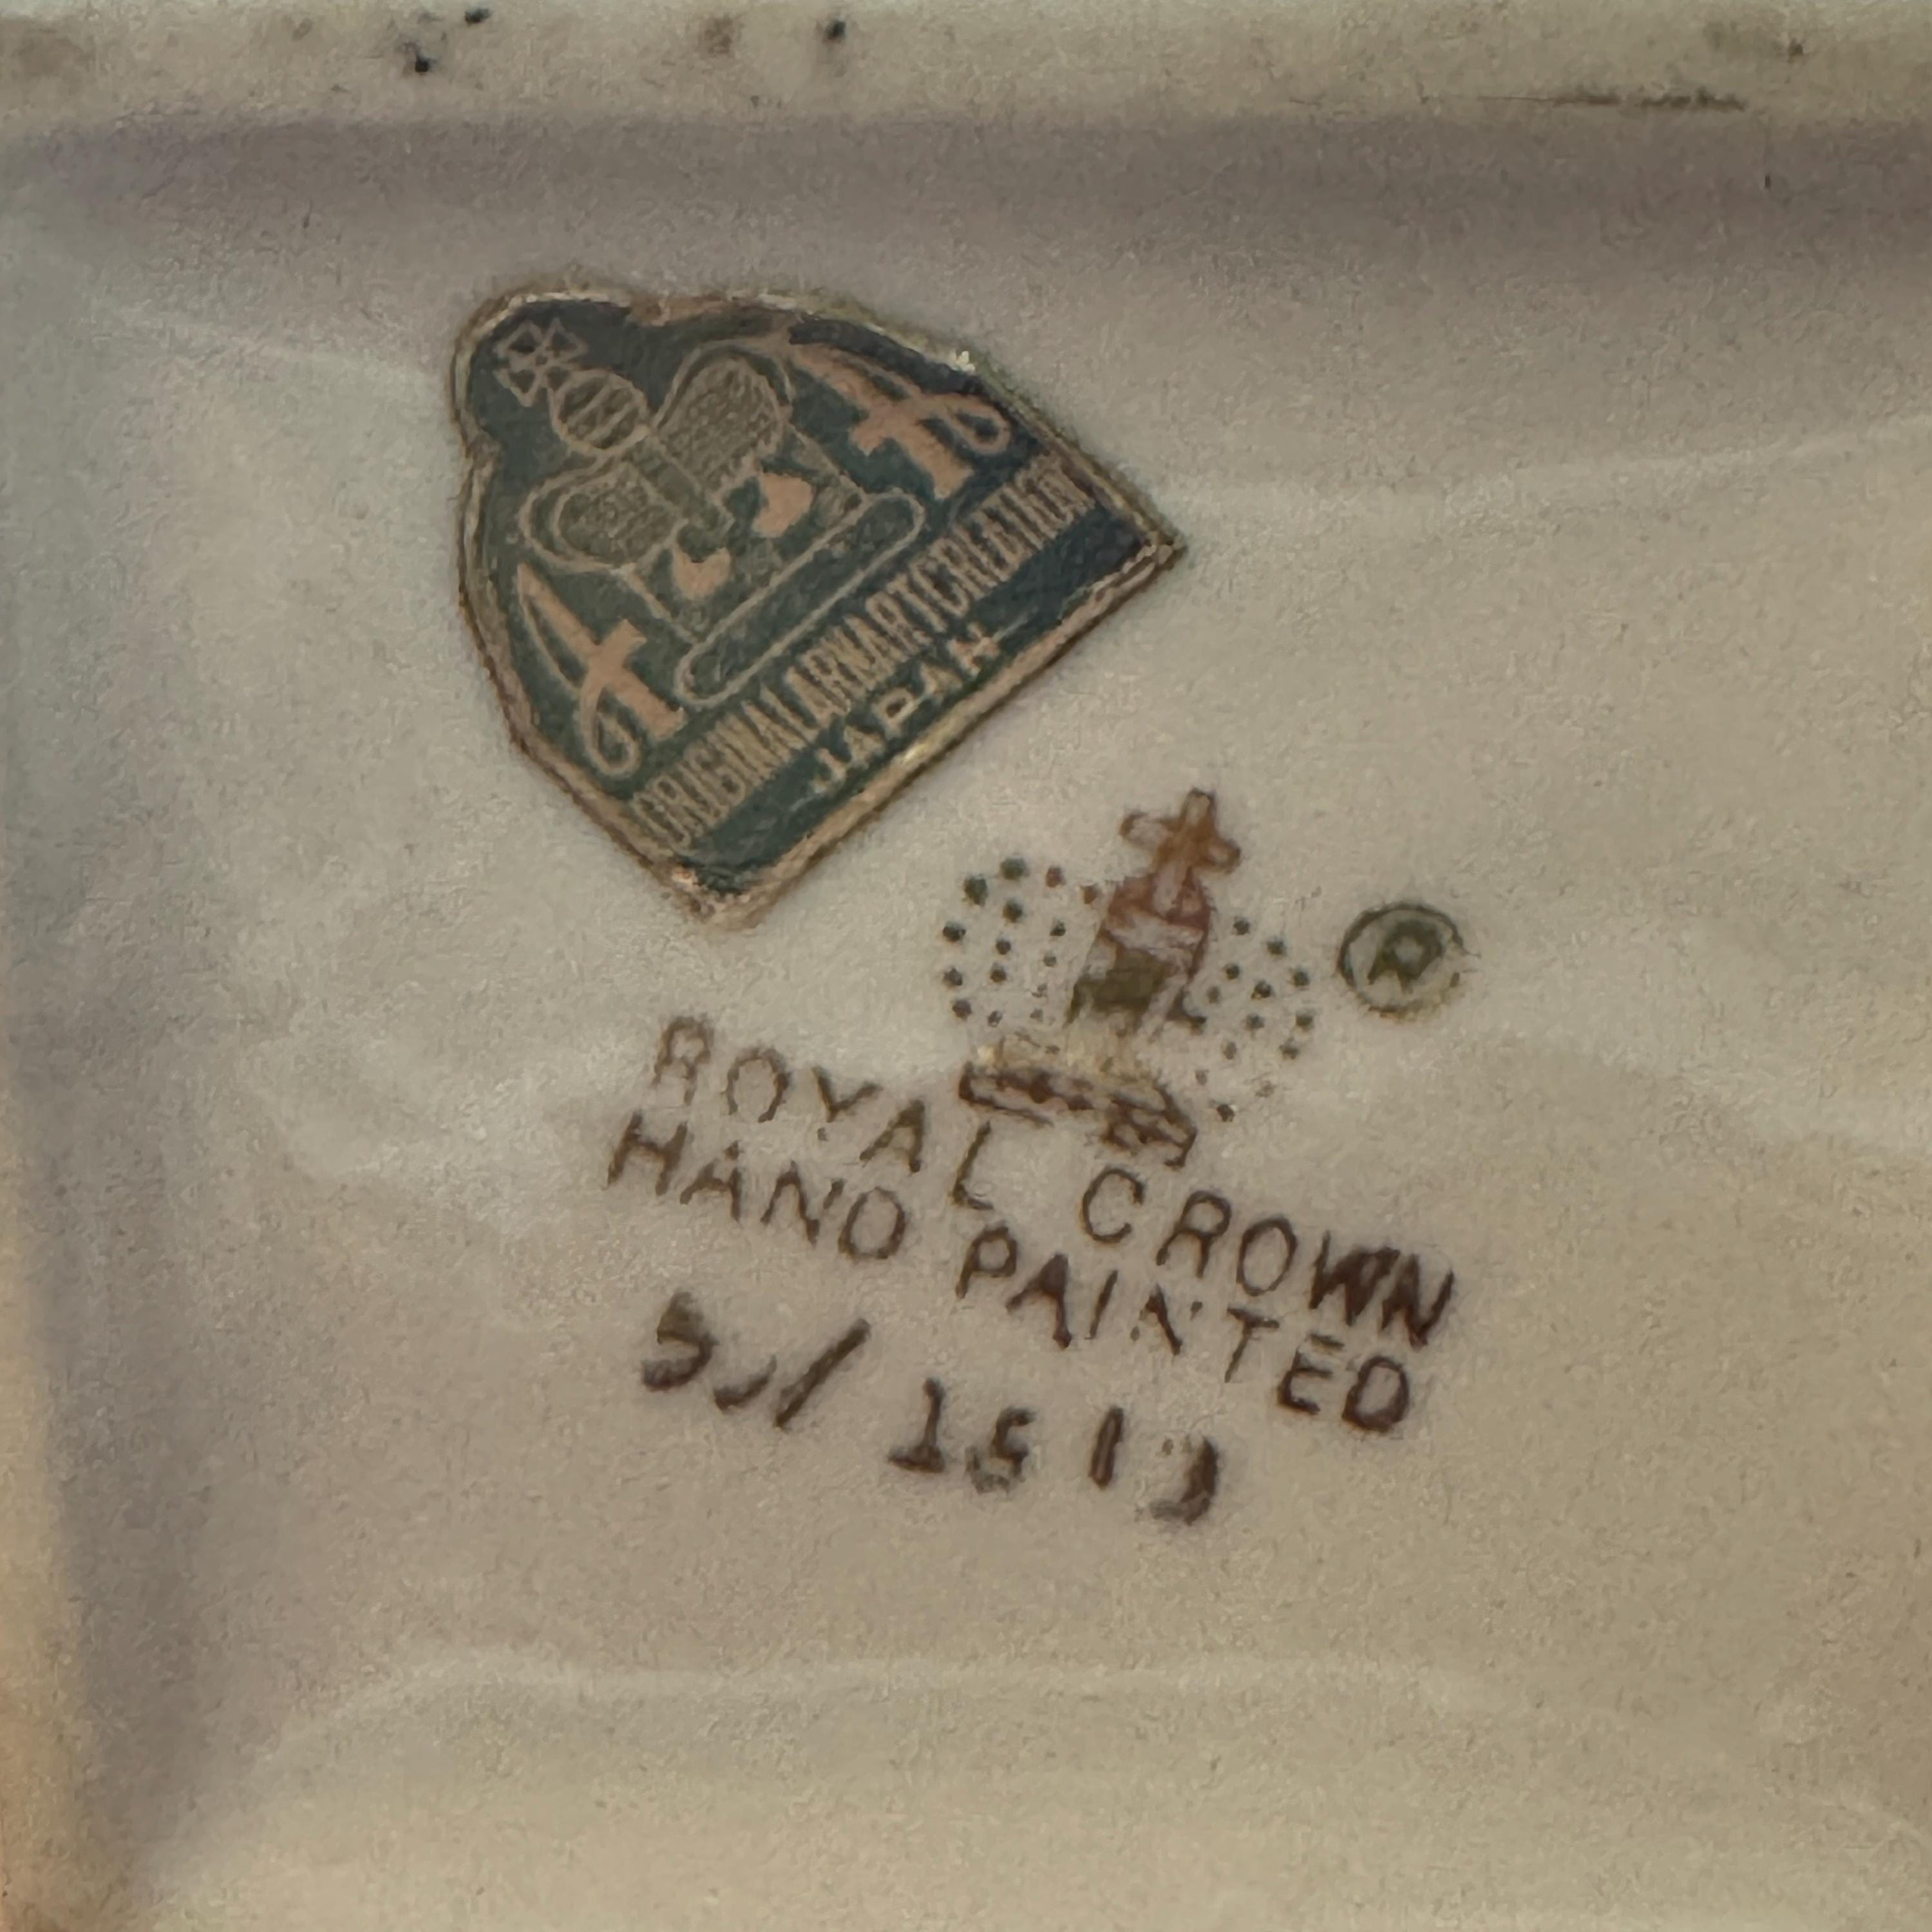 A A
ORIGINAL ARNART CREATION
JAPAN
R
ROYAL CROWN
HAND PAINTED